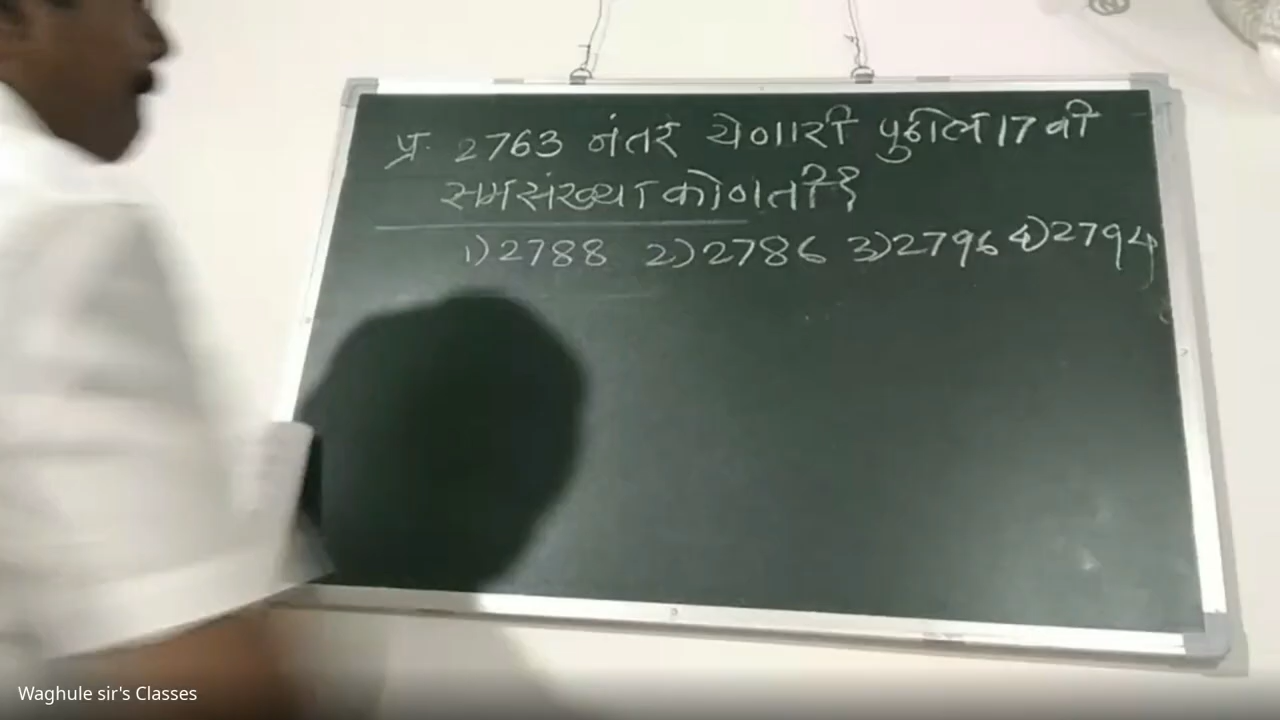 प्र. 2763 नंतर येणारी पुढील 17 वी
समसंख्या कोणती?
1) 2788 2) 2786 3) 2796 4) 2794
Waghule sir's Classes